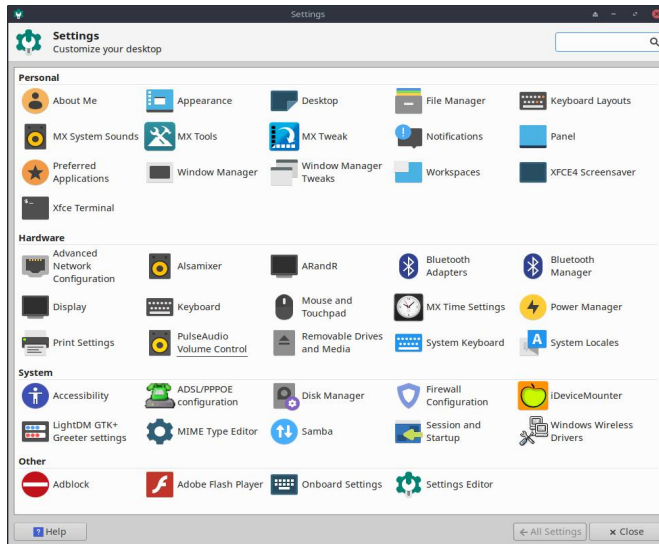 Settings
Settings
Customize your desktop
Personal
About Me
Appearance
Desktop
File Manager
Keyboard Layouts
MX System Sounds
MX Tools
MX Tweak
Notifications
Panel
Preferred
Applications
Window Manager
Window Manager
Tweaks
Workspaces
XFCE4 Screensaver
$_
Xfce Terminal
Hardware
Advanced
Network
Configuration
Alsamixer
ARandR
Bluetooth
Adapters
Bluetooth
Manager
Display
Keyboard
Mouse and
Touchpad
MX Time Settings
Power Manager
Print Settings
PulseAudio
Volume Control
Removable Drives
and Media
System Keyboard
A
System Locales
System
Accessibility
ADSL/PPPOE
configuration
Disk Manager
Firewall
Configuration
iDeviceMounter
LightDM GTK+
Greeter settings
MIME Type Editor
Samba
Session and
Startup
Windows Wireless
Drivers
Other
Adblock
Adobe Flash Player
Onboard Settings
Settings Editor
? Help
← All Settings
× Close